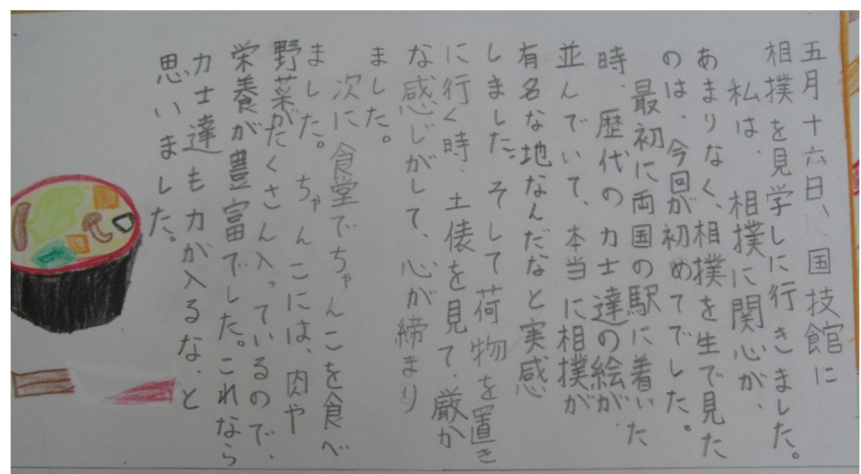 五月十六日、国技館に
相撲を見学しに行きました。
私は、相撲に関心が、
あまりなく、相撲を生で見た
のは、今回が初めてでした。
最初に両国の駅に着いた
時、歴代の力士達の絵が、
並んでいて、本当に相撲が
有名な地なんだなと実感
しました。そして荷物を置き
に行く時、土俵を見て、厳か
な感じがして、心が締まり
ました。
次に食堂でちゃんこを食べ
ました。ちゃんこには、肉や
野菜がたくさん入っているので、
栄養が豊富でした。これなら
力士達も力が入るな、と
思いました。